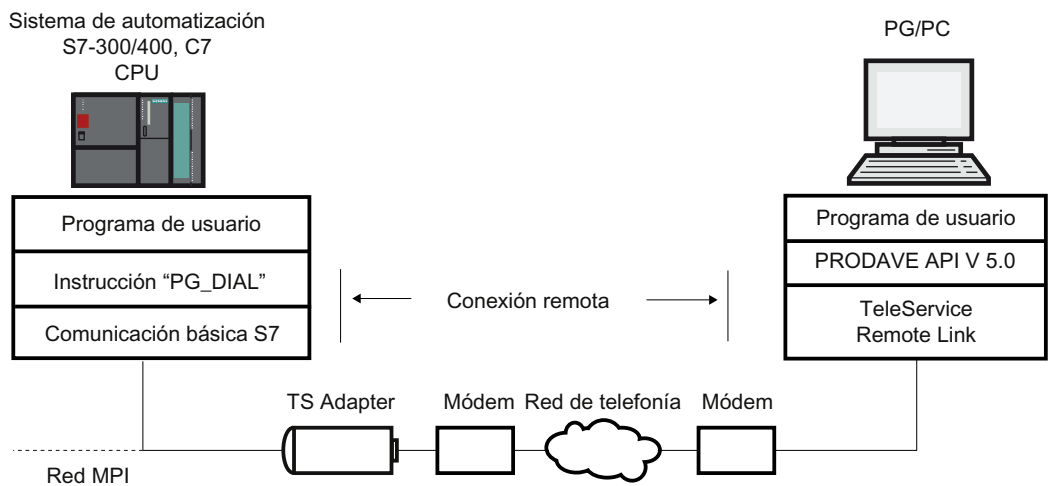 Sistema de automatización
S7-300/400, C7
CPU
PG/PC
Programa de usuario
Instrucción “PG_DIAL”
Comunicación básica S7
Conexión remota
Programa de usuario
PRODAVE API V 5.0
TeleService
Remote Link
TS Adapter
Módem
Red de telefonía
Módem
Red MPI